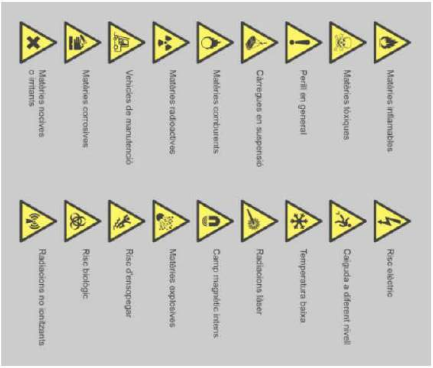 Matèries inflamables
Matèries tòxiques
Perill en general
Càrregues en suspensió
Matèries comburents
Matèries radioactives
Vehicles de manutenció
Matèries corrosives
Matèries nocives
o irritants
Risc elèctric
Caiguda a diferent nivell
Temperatura baixa
Radiacions làser
Camp magnètic intens
Matèries explosives
Risc d'ensopegar
Risc biològic
Radiacions no ionitzants